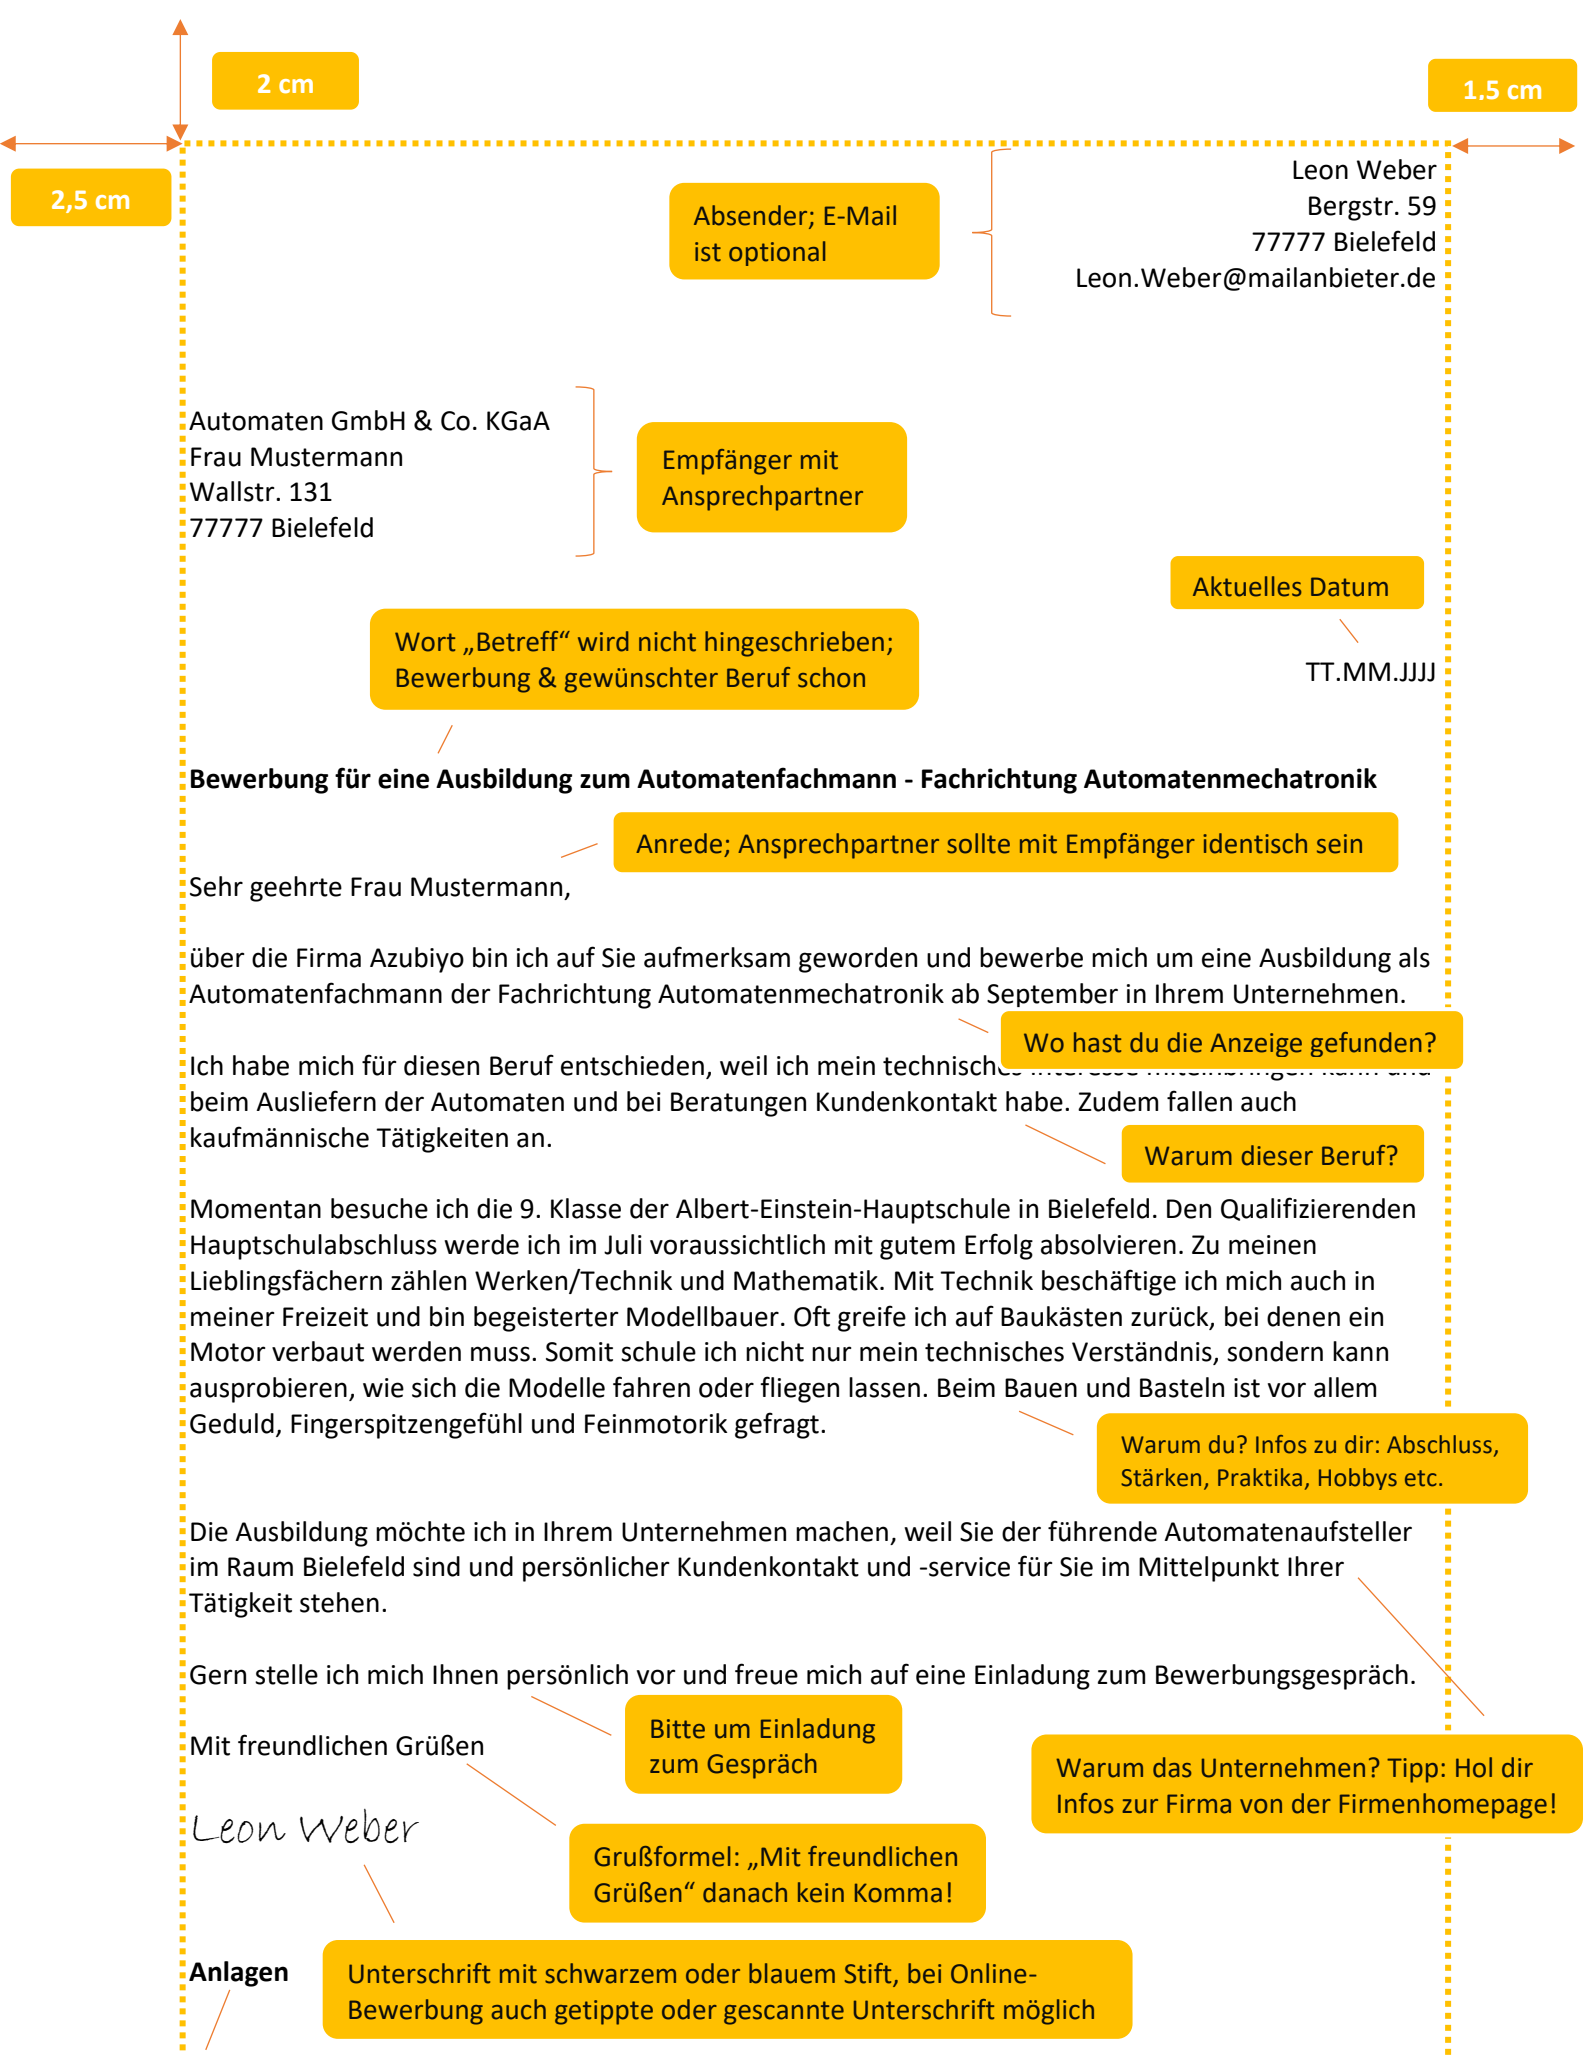 2 cm
1,5 cm
2,5 cm
Absender; E-Mail
ist optional
Leon Weber
Bergstr. 59
77777 Bielefeld
Leon.Weber@mailanbieter.de
Automaten GmbH & Co. KGaA
Frau Mustermann
Wallstr. 131
77777 Bielefeld
Empfänger mit
Ansprechpartner
Aktuelles Datum
TT.MM.JJJJ
Wort „Betreff“ wird nicht hingeschrieben;
Bewerbung & gewünschter Beruf schon
Bewerbung für eine Ausbildung zum Automatenfachmann - Fachrichtung Automatenmechatronik
Anrede; Ansprechpartner sollte mit Empfänger identisch sein
Sehr geehrte Frau Mustermann,
über die Firma Azubiyo bin ich auf Sie aufmerksam geworden und bewerbe mich um eine Ausbildung als
Automatenfachmann der Fachrichtung Automatenmechatronik ab September in Ihrem Unternehmen.
Wo hast du die Anzeige gefunden?
Ich habe mich für diesen Beruf entschieden, weil ich mein technisches
beim Ausliefern der Automaten und bei Beratungen Kundenkontakt habe. Zudem fallen auch
kaufmännische Tätigkeiten an.
Warum dieser Beruf?
Momentan besuche ich die 9. Klasse der Albert-Einstein-Hauptschule in Bielefeld. Den Qualifizierenden
Hauptschulabschluss werde ich im Juli voraussichtlich mit gutem Erfolg absolvieren. Zu meinen
Lieblingsfächern zählen Werken/Technik und Mathematik. Mit Technik beschäftige ich mich auch in
meiner Freizeit und bin begeisterter Modellbauer. Oft greife ich auf Baukästen zurück, bei denen ein
Motor verbaut werden muss. Somit schule ich nicht nur mein technisches Verständnis, sondern kann
ausprobieren, wie sich die Modelle fahren oder fliegen lassen. Beim Bauen und Basteln ist vor allem
Geduld, Fingerspitzengefühl und Feinmotorik gefragt.
Warum du? Infos zu dir: Abschluss,
Stärken, Praktika, Hobbys etc.
Die Ausbildung möchte ich in Ihrem Unternehmen machen, weil Sie der führende Automatenaufsteller
im Raum Bielefeld sind und persönlicher Kundenkontakt und -service für Sie im Mittelpunkt Ihrer
Tätigkeit stehen.
Gern stelle ich mich Ihnen persönlich vor und freue mich auf eine Einladung zum Bewerbungsgespräch.
Bitte um Einladung
zum Gespräch
Mit freundlichen Grüßen
Warum das Unternehmen? Tipp: Hol dir
Infos zur Firma von der Firmenhomepage!
Leon Weber
Grußformel: „Mit freundlichen
Grüßen“ danach kein Komma!
Anlagen
Unterschrift mit schwarzem oder blauem Stift, bei Online-
Bewerbung auch getippte oder gescannte Unterschrift möglich